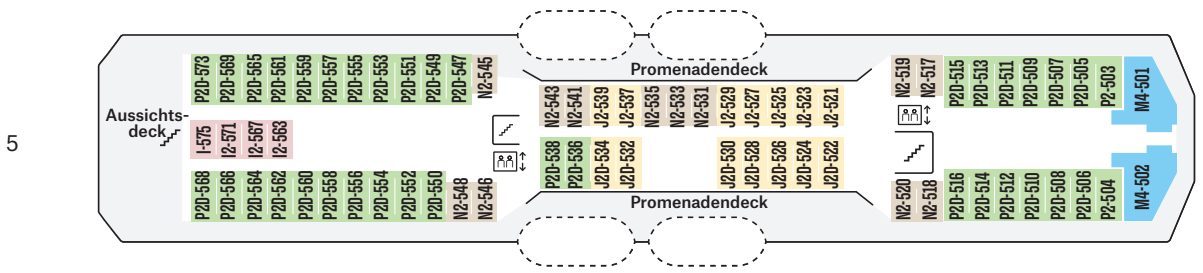 5
Aussichts-
deck
P2D-573 P2D-569 P2D-565 P2D-561 P2D-559 P2D-557 P2D-555 P2D-553 P2D-551 P2D-549 P2D-547 N2-545
I-575 I2-571 I2-567 I2-563
P2D-568 P2D-566 P2D-564 P2D-562 P2D-560 P2D-558 P2D-556 P2D-554 P2D-552 P2D-550 N2-548 N2-546
Promenadendeck
N2-543 N2-541 J2-539 J2-537 N2-535 N2-533 N2-531 J2-529 J2-527 J2-525 J2-523 J2-521
P2D-538 P2D-536 J2D-534 J2D-532 J2D-530 J2D-528 J2D-526 J2D-524 J2D-522
Promenadendeck
N2-519 N2-517 P2D-515 P2D-513 P2D-511 P2D-509 P2D-507 P2D-505 P2-503 M4-501
N2-520 N2-518 P2D-516 P2D-514 P2D-512 P2D-510 P2D-508 P2D-506 P2-504 M4-502